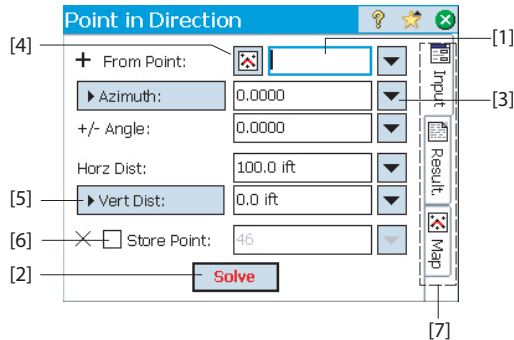 Point in Direction
[4]
[1]
From Point:
Input
Azimuth: 0.0000
[3]
+/- Angle: 0.0000
Horz Dist: 100.0 ift
Result.
[5]
Vert Dist: 0.0 ift
[6]
Store Point: 46
Map
[2]
Solve
[7]